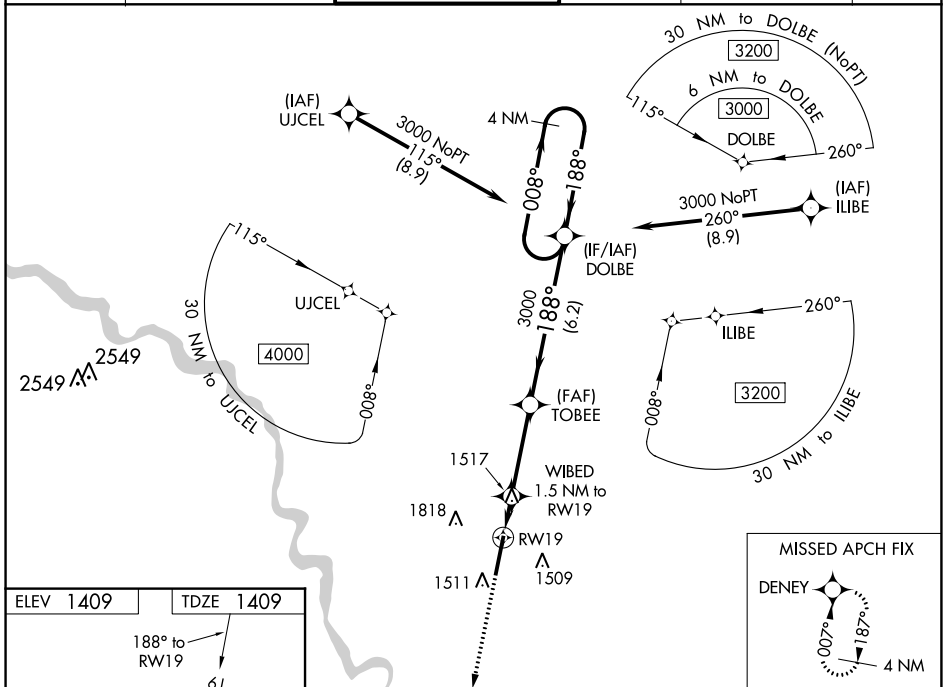 30 NM to DOLBE (NoPT)
3200
6 NM to DOLBE
3000
115°
DOLBE
260°
(IAF)
UJCEL
3000 NoPT
115°
(8.9)
4 NM
008°
188°
3000 NoPT
260°
(8.9)
(IAF)
ILIBE
(IF/IAF)
DOLBE
115°
UJCEL
30 NM to UJCEL
4000
008°
3000
188°
(6.2)
260°
ILIBE
3200
008°
30 NM to ILIBE
2549
2549
(FAF)
TOBEE
1517
WIBED
1.5 NM to
RW19
1818
RW19
1511
1509
MISSED APCH FIX
DENEY
007°
187°
4 NM
ELEV 1409
TDZE 1409
188° to
RW19